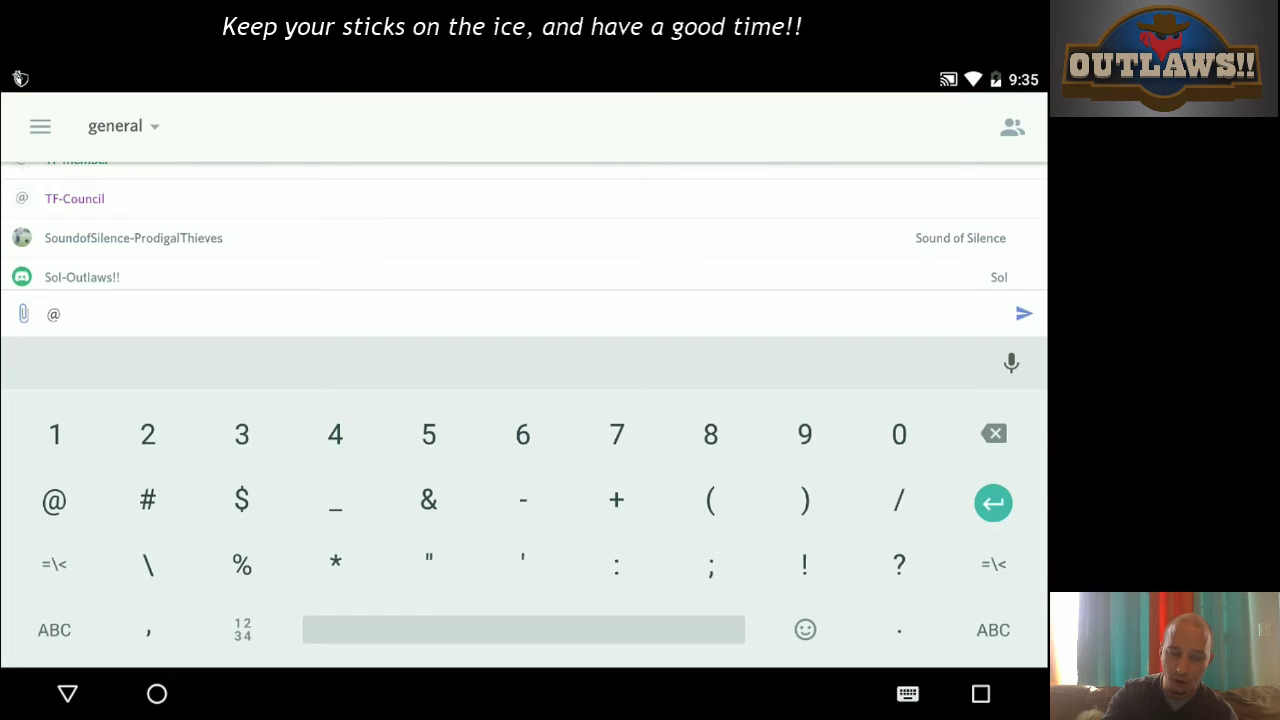 Keep your sticks on the ice, and have a good time!!
OUTLAWS!!
9:35
general
TF-member
@ TF-Council
SoundofSilence-ProdigalThieves Sound of Silence
Sol-Outlaws!! Sol
@
1 2 3 4 5 6 7 8 9 0
@ # $ _ & - + ( ) /
=\< \ % * " ' : ; ! ? =\<
ABC , 12 34 . ABC